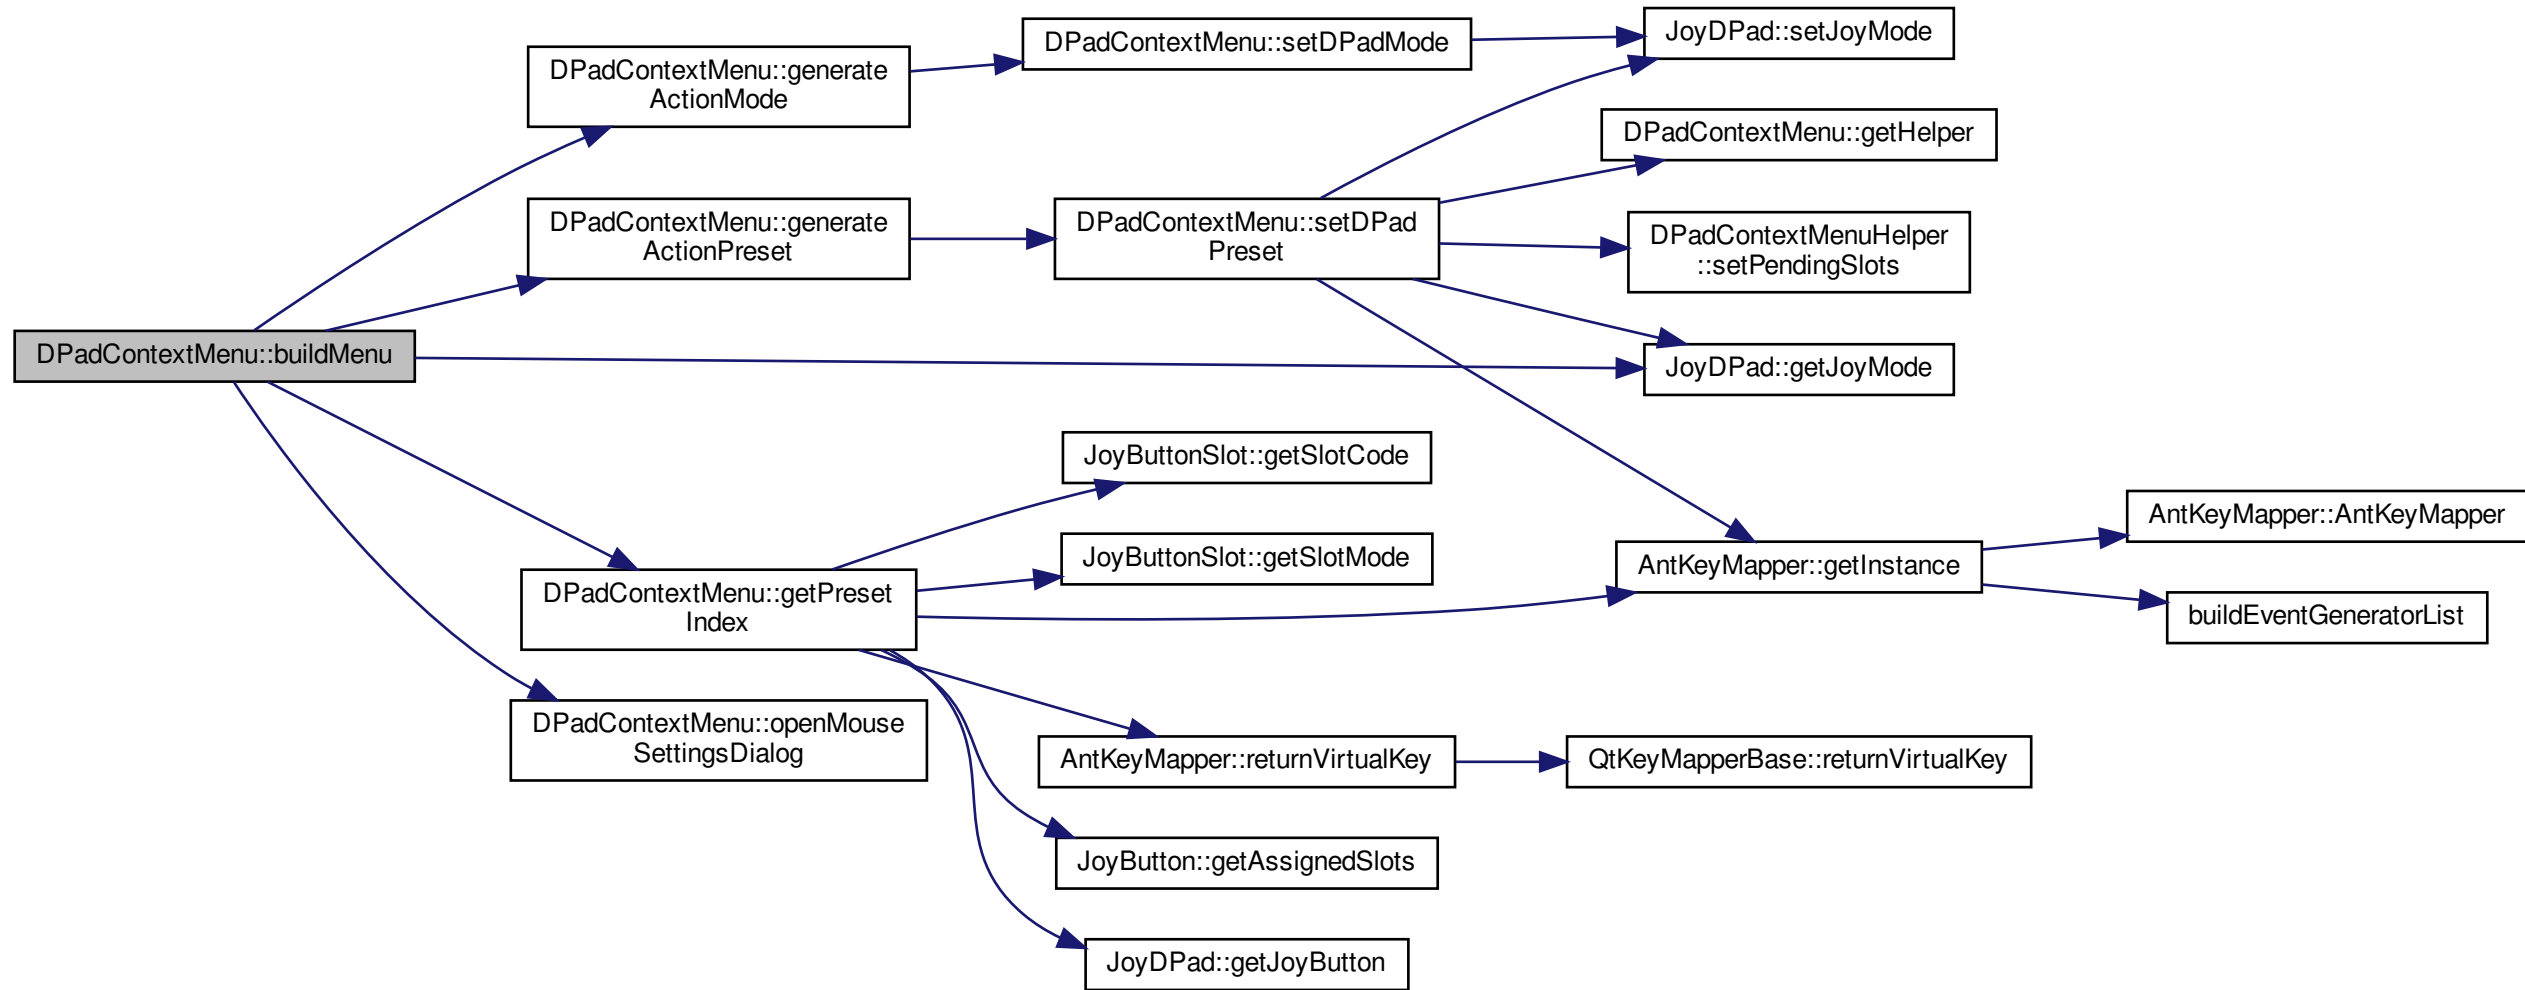 DPadContextMenu::buildMenu
DPadContextMenu::generate
ActionMode
DPadContextMenu::generate
ActionPreset
DPadContextMenu::getPreset
Index
DPadContextMenu::openMouse
SettingsDialog
DPadContextMenu::setDPadMode
DPadContextMenu::setDPad
Preset
JoyButtonSlot::getSlotCode
JoyButtonSlot::getSlotMode
AntKeyMapper::returnVirtualKey
JoyButton::getAssignedSlots
JoyDPad::getJoyButton
JoyDPad::setJoyMode
DPadContextMenu::getHelper
DPadContextMenuHelper
::setPendingSlots
JoyDPad::getJoyMode
AntKeyMapper::getInstance
QtKeyMapperBase::returnVirtualKey
AntKeyMapper::AntKeyMapper
buildEventGeneratorList